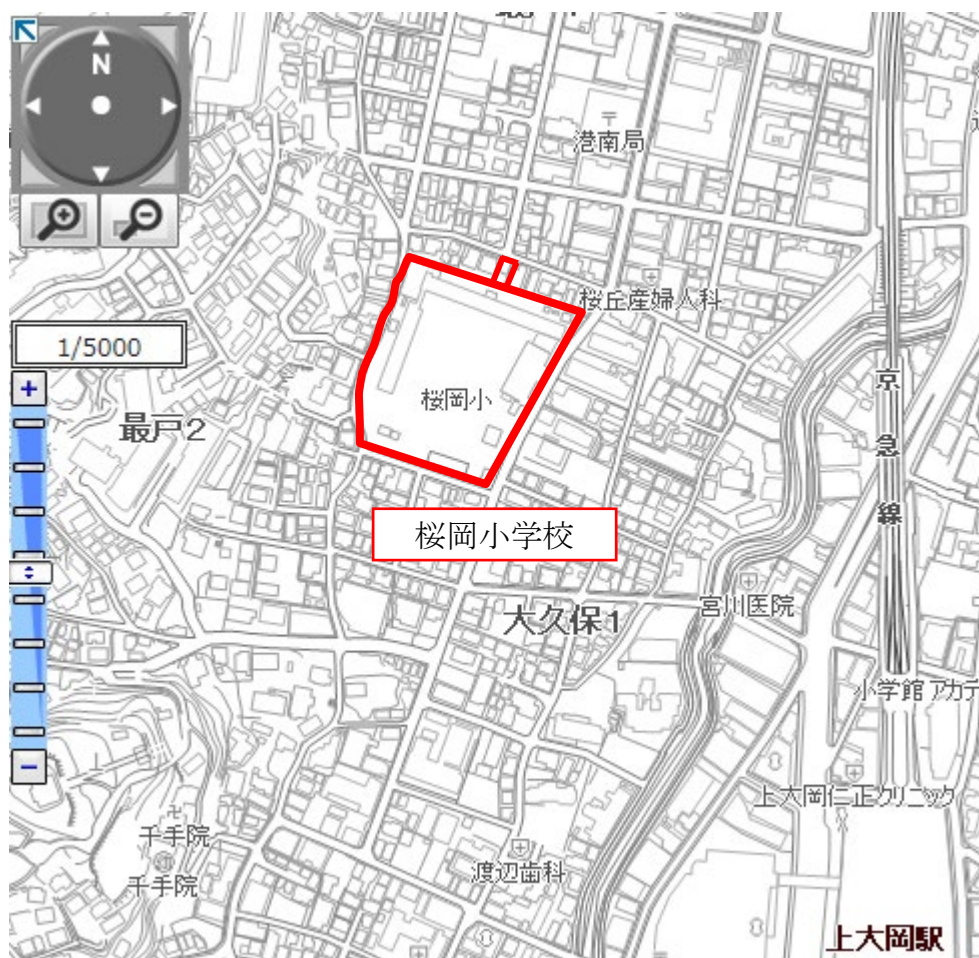 N
〒
港南局
桜丘産婦人科
1/5000
+
京急線
桜岡小
最戸2
桜岡小学校
大久保1
宮川医院
小学館アカデ
上大岡仁正クリニック
卍
千手院
千手院
渡辺歯科
上大岡駅
−